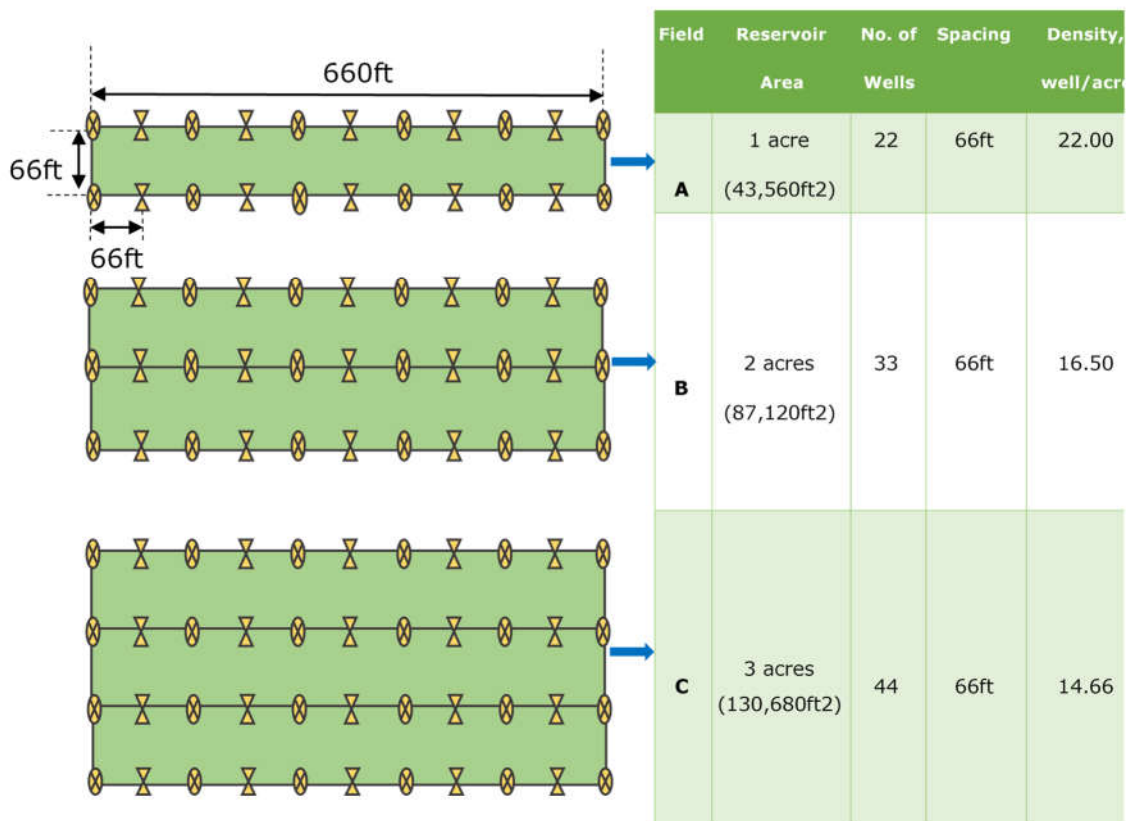 660ft
66ft
66ft
Field Reservoir No. of Spacing Density,
Area Wells well/acre
1 acre 22 66ft 22.00
A (43,560ft2)
2 acres 33 66ft 16.50
B (87,120ft2)
3 acres 44 66ft 14.66
C (130,680ft2)